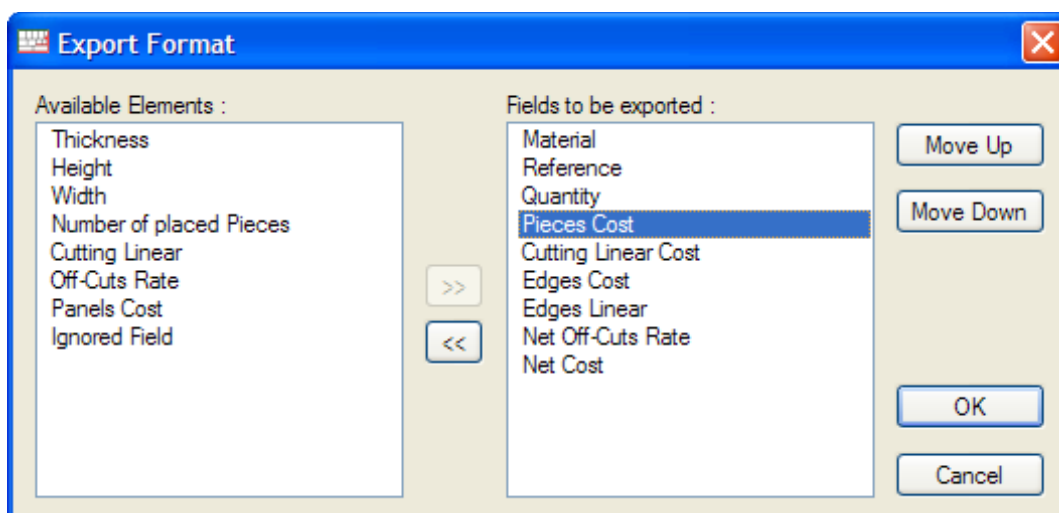 Export Format
Available Elements :
Thickness
Height
Width
Number of placed Pieces
Cutting Linear
Off-Cuts Rate
Panels Cost
Ignored Field
>>
<<
Fields to be exported :
Material
Reference
Quantity
Pieces Cost
Cutting Linear Cost
Edges Cost
Edges Linear
Net Off-Cuts Rate
Net Cost
Move Up
Move Down
OK
Cancel